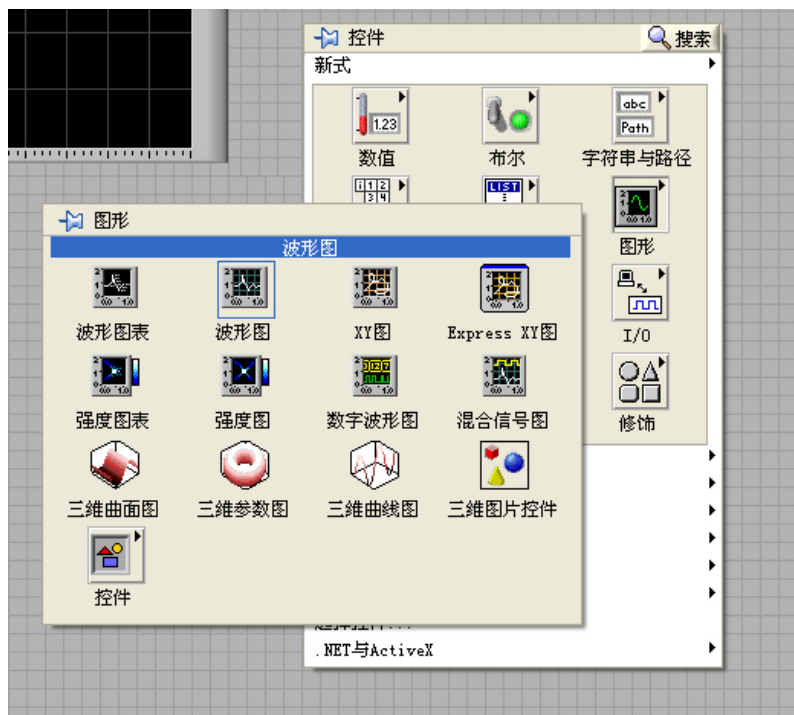 控件 搜索
新式
1.23
abc
Path
数值 布尔 字符串与路径
图形
I/O
修饰
图形
波形图
波形图表 波形图 XY图 Express XY图
强度图表 强度图 数字波形图 混合信号图
三维曲面图 三维参数图 三维曲线图 三维图片控件
控件
.NET与ActiveX